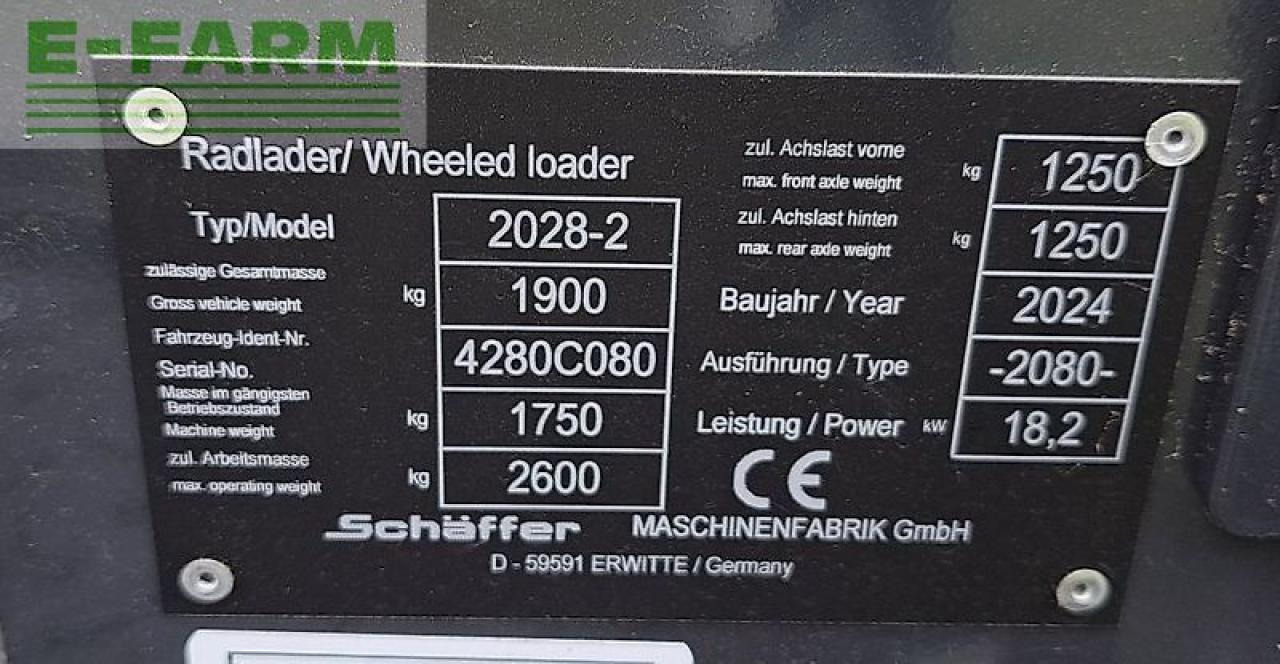 E-FARM
Radlader/ Wheeled loader
Typ/Model 2028-2
zulässige Gesamtmasse
Gross vehicle weight kg 1900
Fahrzeug-Ident-Nr.
Serial-No. 4280C080
Masse im gängigsten
Betriebszustand
Machine weight kg 1750
zul. Arbeitsmasse
max. operating weight kg 2600
zul. Achslast vorne
max. front axle weight kg 1250
zul. Achslast hinten
max. rear axle weight kg 1250
Baujahr / Year 2024
Ausführung / Type -2080-
Leistung / Power kW 18,2
CE
Schäffer MASCHINENFABRIK GmbH
D - 59591 ERWITTE / Germany